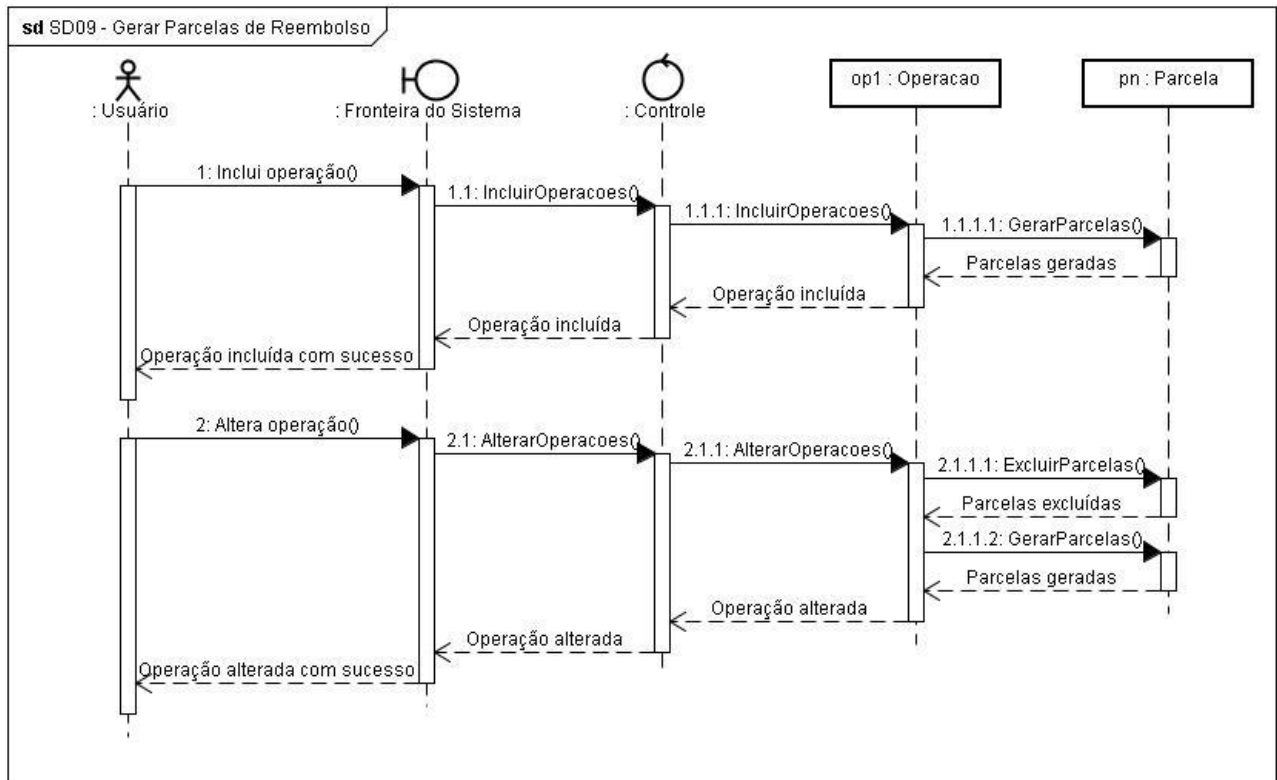 sd SD09 - Gerar Parcelas de Reembolso
: Usuário
: Fronteira do Sistema
: Controle
op1 : Operacao
pn : Parcela
1: Inclui operação()
1.1: IncluirOperacoes()
1.1.1: IncluirOperacoes()
1.1.1.1: GerarParcelas()
Parcelas geradas
Operação incluída
Operação incluída
Operação incluída com sucesso
2: Altera operação()
2.1: AlterarOperacoes()
2.1.1: AlterarOperacoes()
2.1.1.1: ExcluirParcelas()
Parcelas excluídas
2.1.1.2: GerarParcelas()
Parcelas geradas
Operação alterada
Operação alterada
Operação alterada com sucesso